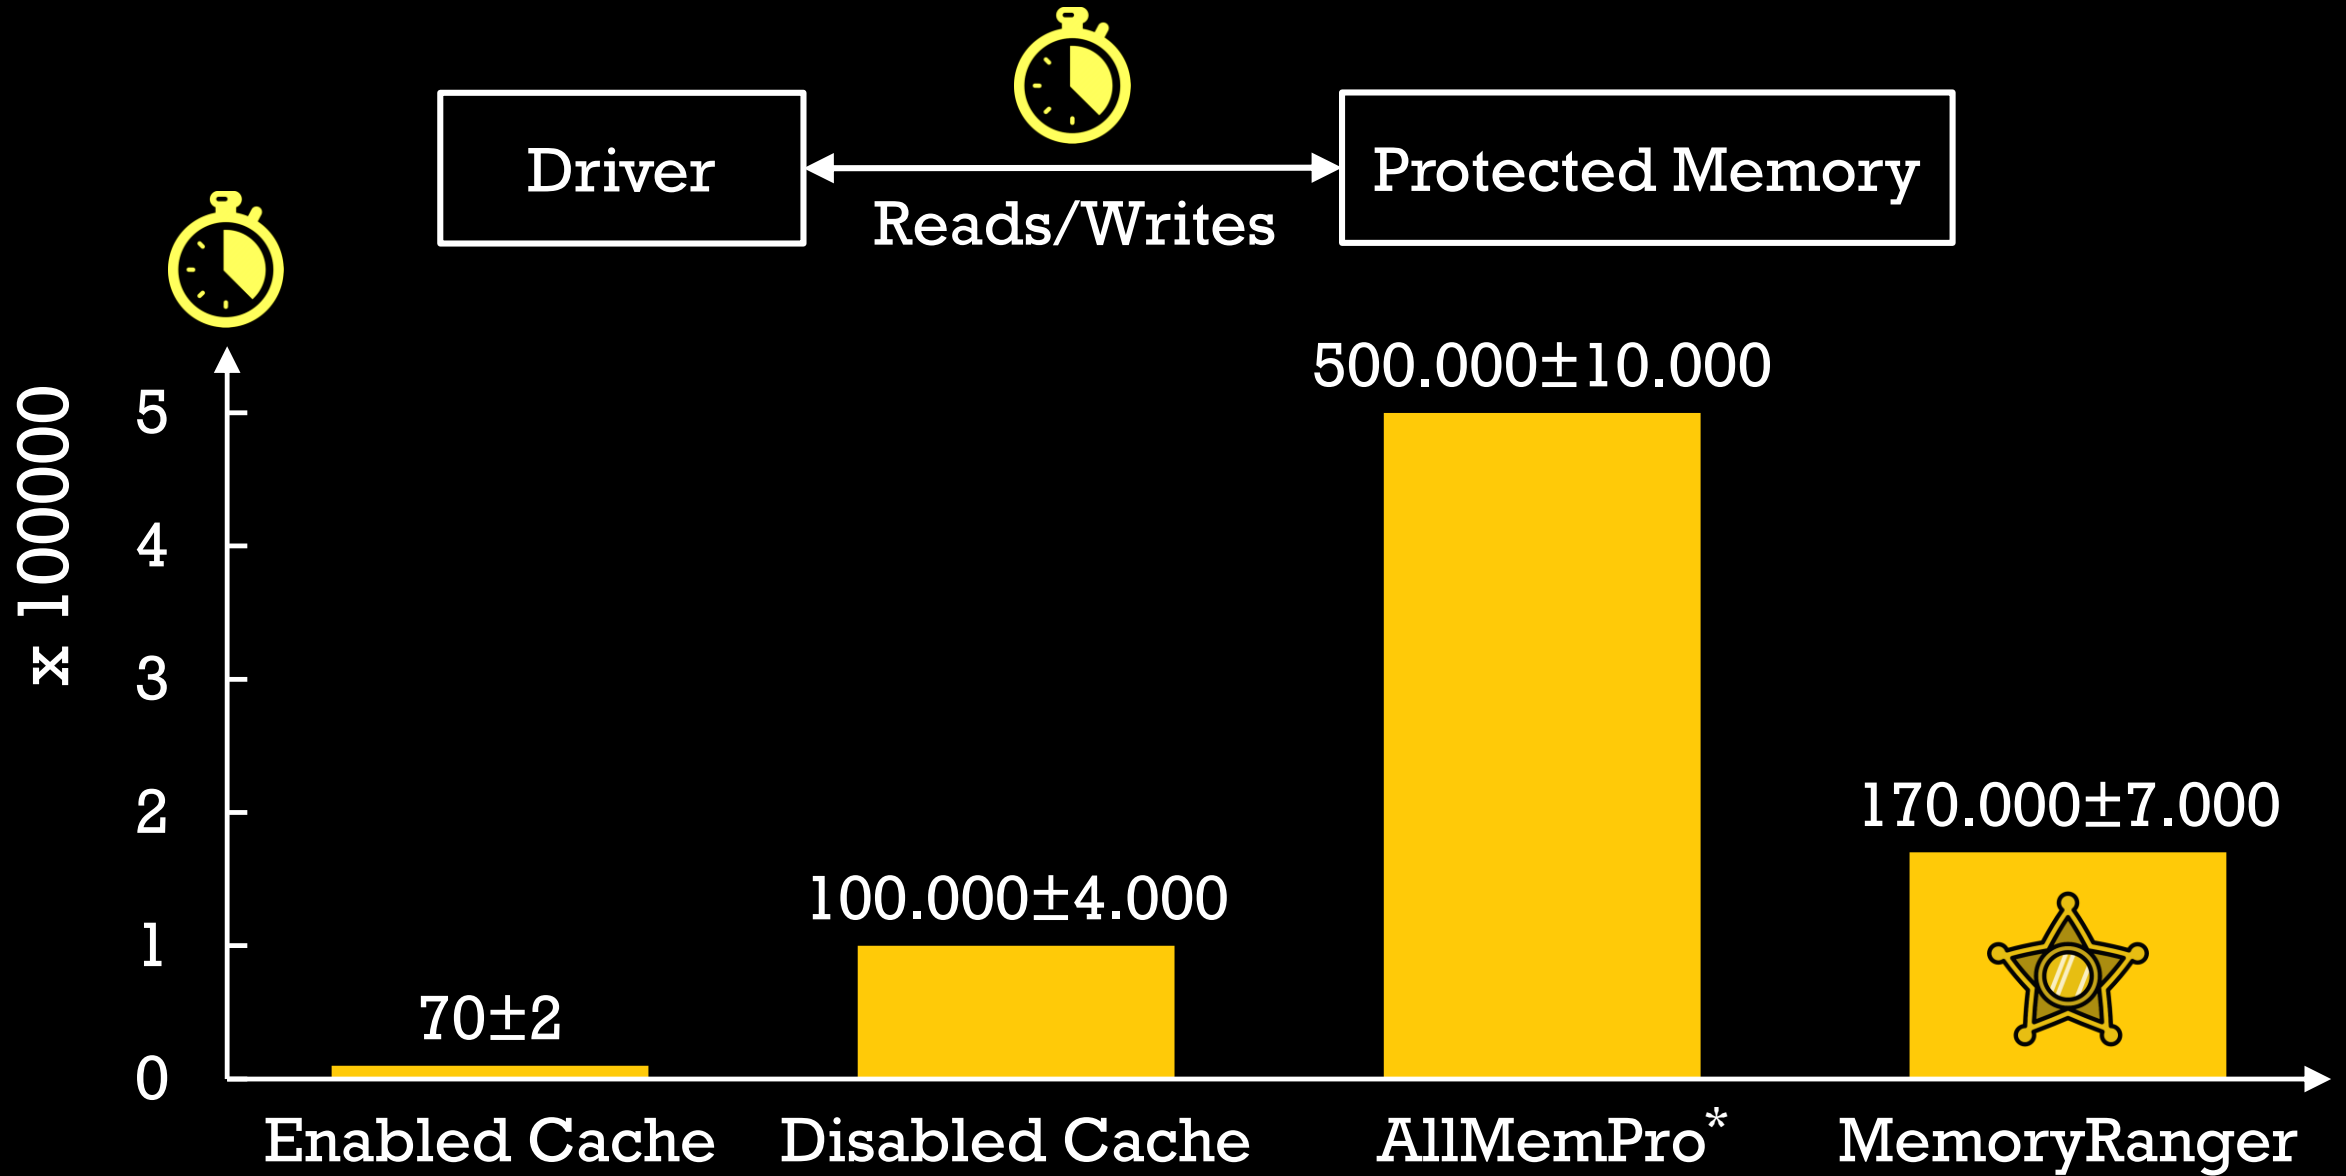 Driver
Reads/Writes
Protected Memory
x 100000
5
4
3
2
1
0
70±2
100.000±4.000
500.000±10.000
170.000±7.000
Enabled Cache
Disabled Cache
AllMemPro*
MemoryRanger